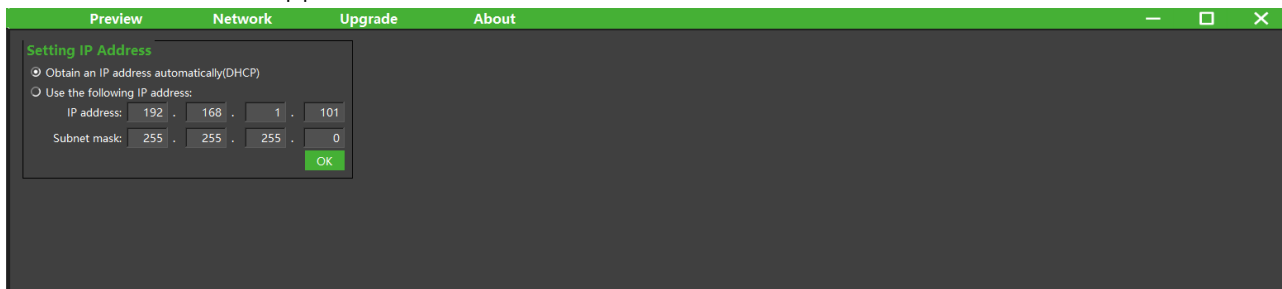 Preview Network Upgrade About
Setting IP Address
Obtain an IP address automatically(DHCP)
Use the following IP address:
IP address: 192 . 168 . 1 . 101
Subnet mask: 255 . 255 . 255 . 0
OK